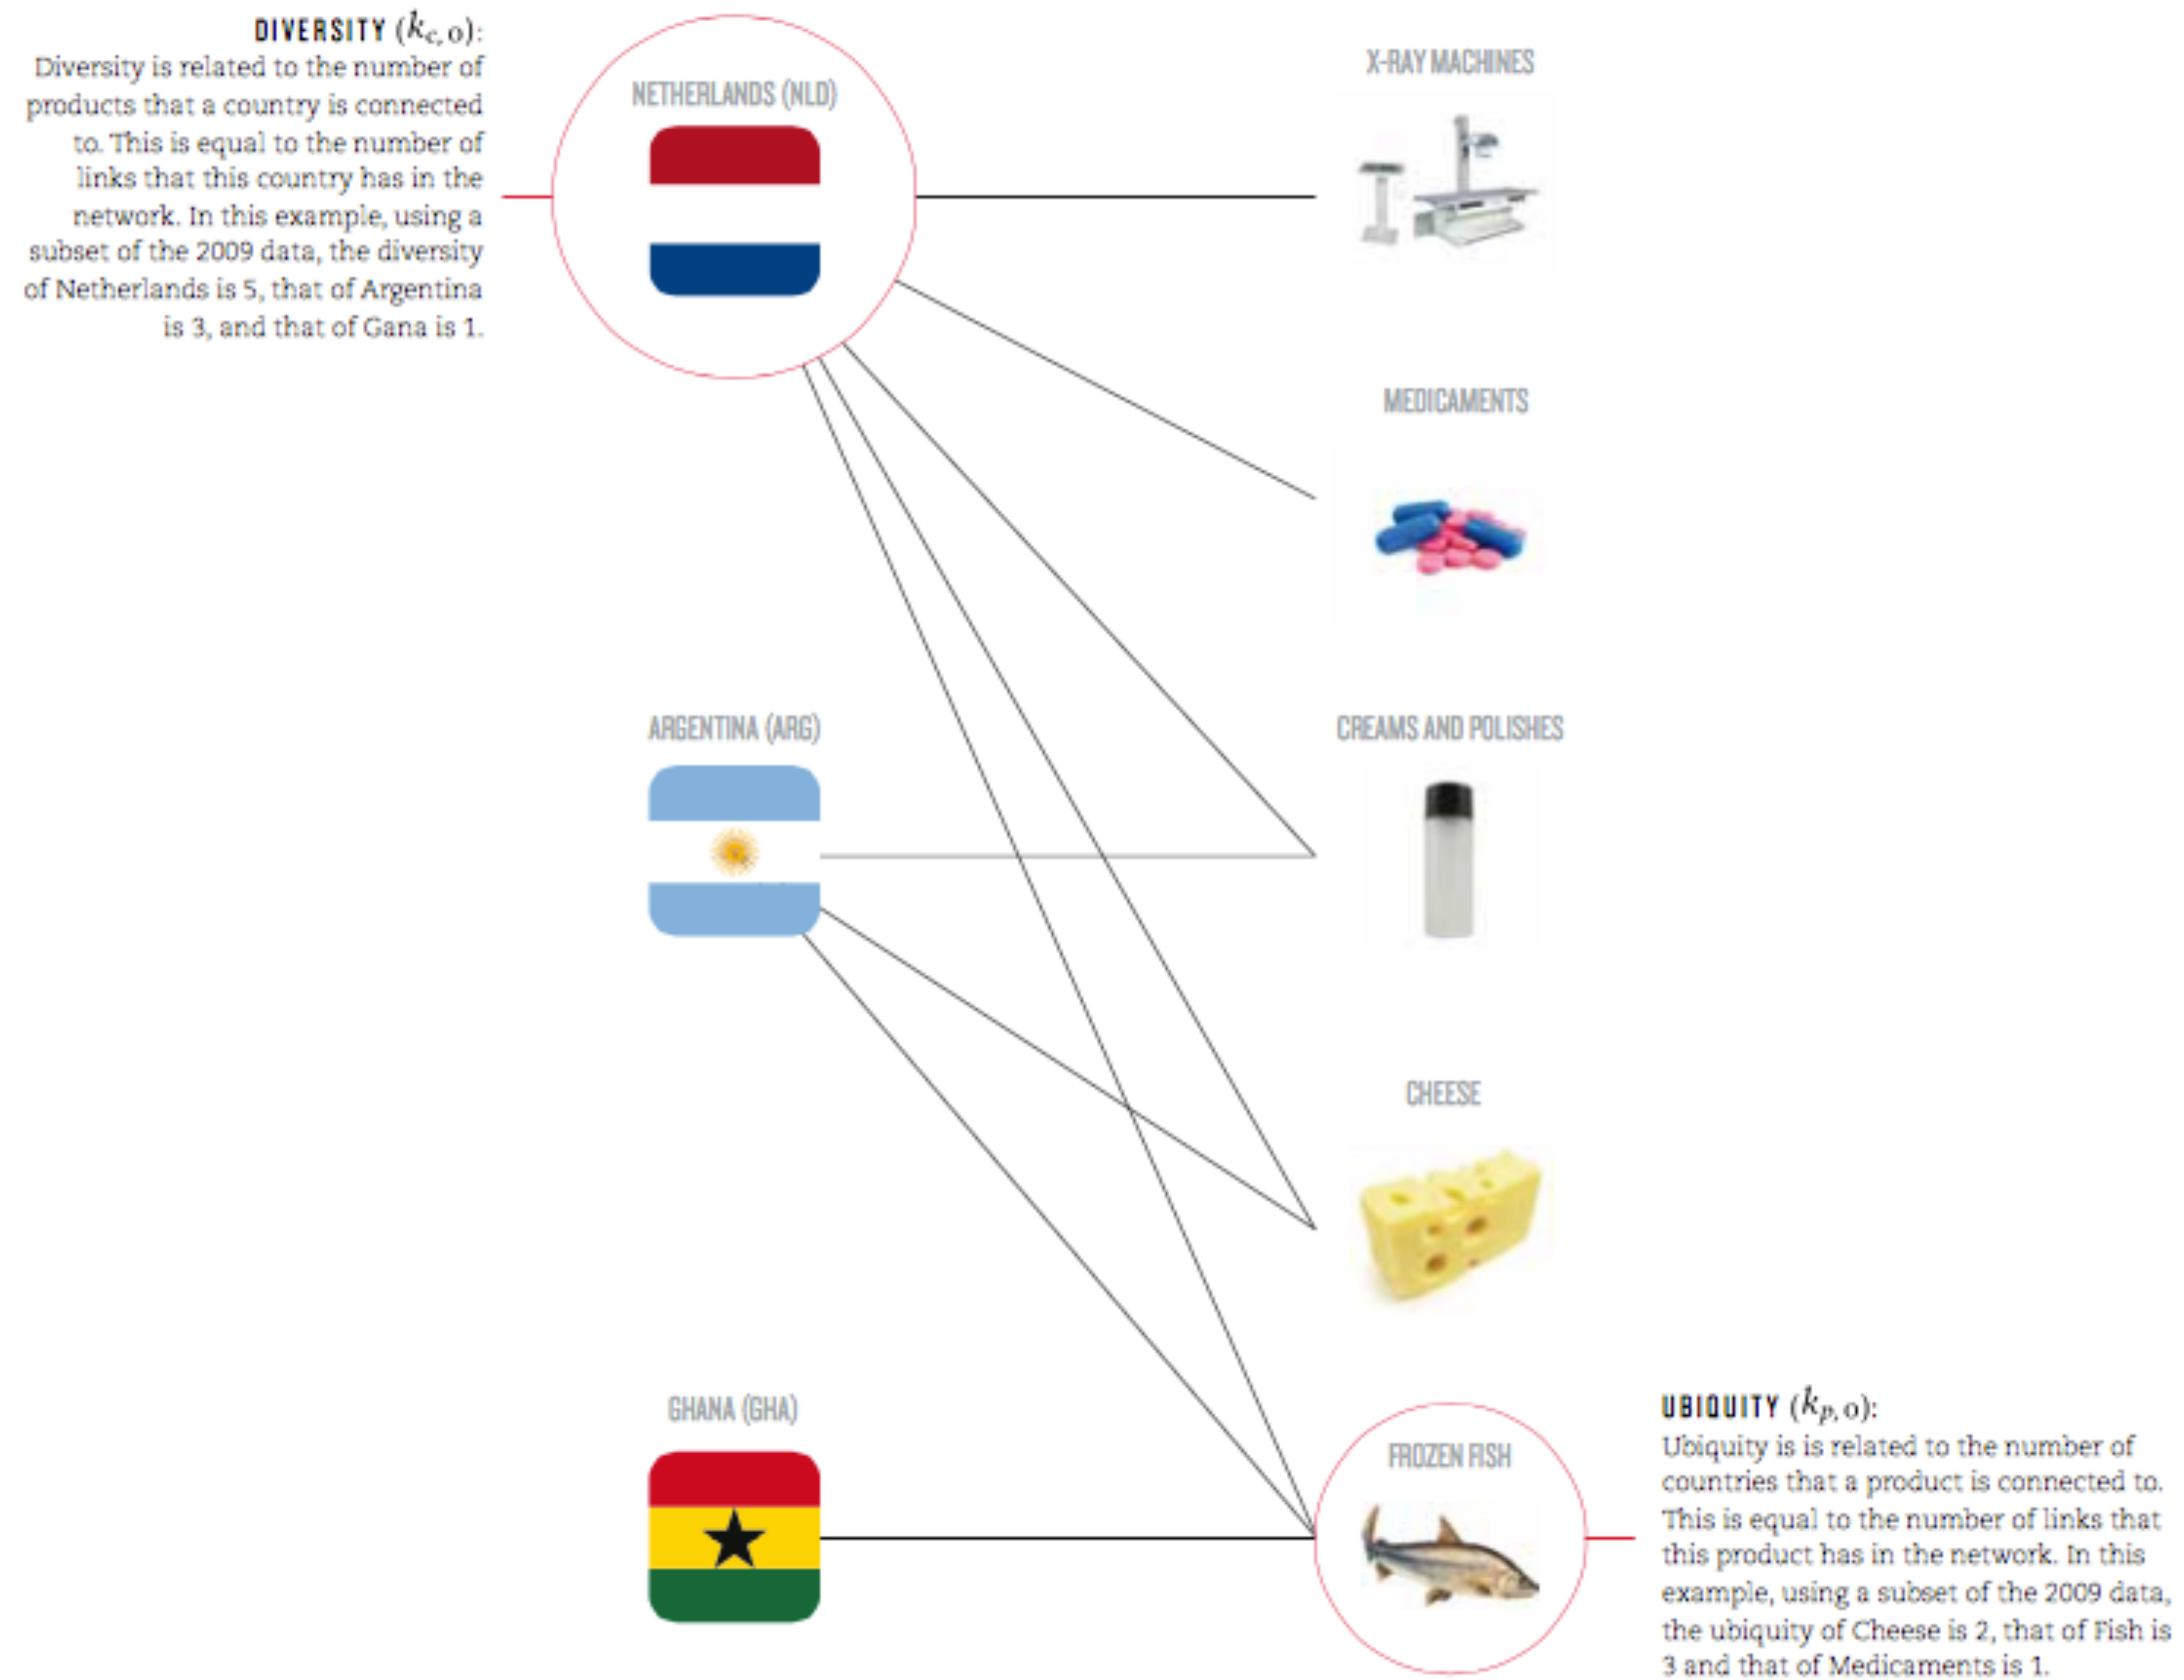 DIVERSITY (kc,0):
Diversity is related to the number of
products that a country is connected
to. This is equal to the number of
links that this country has in the
network. In this example, using a
subset of the 2009 data, the diversity
of Netherlands is 5, that of Argentina
is 3, and that of Gana is 1.
NETHERLANDS (NLD)
X-RAY MACHINES
MEDICAMENTS
ARGENTINA (ARG)
CREAMS AND POLISHES
CHEESE
GHANA (GHA)
FROZEN FISH
UBIQUITY (kp,0):
Ubiquity is is related to the number of
countries that a product is connected to.
This is equal to the number of links that
this product has in the network. In this
example, using a subset of the 2009 data,
the ubiquity of Cheese is 2, that of Fish is
3 and that of Medicaments is 1.